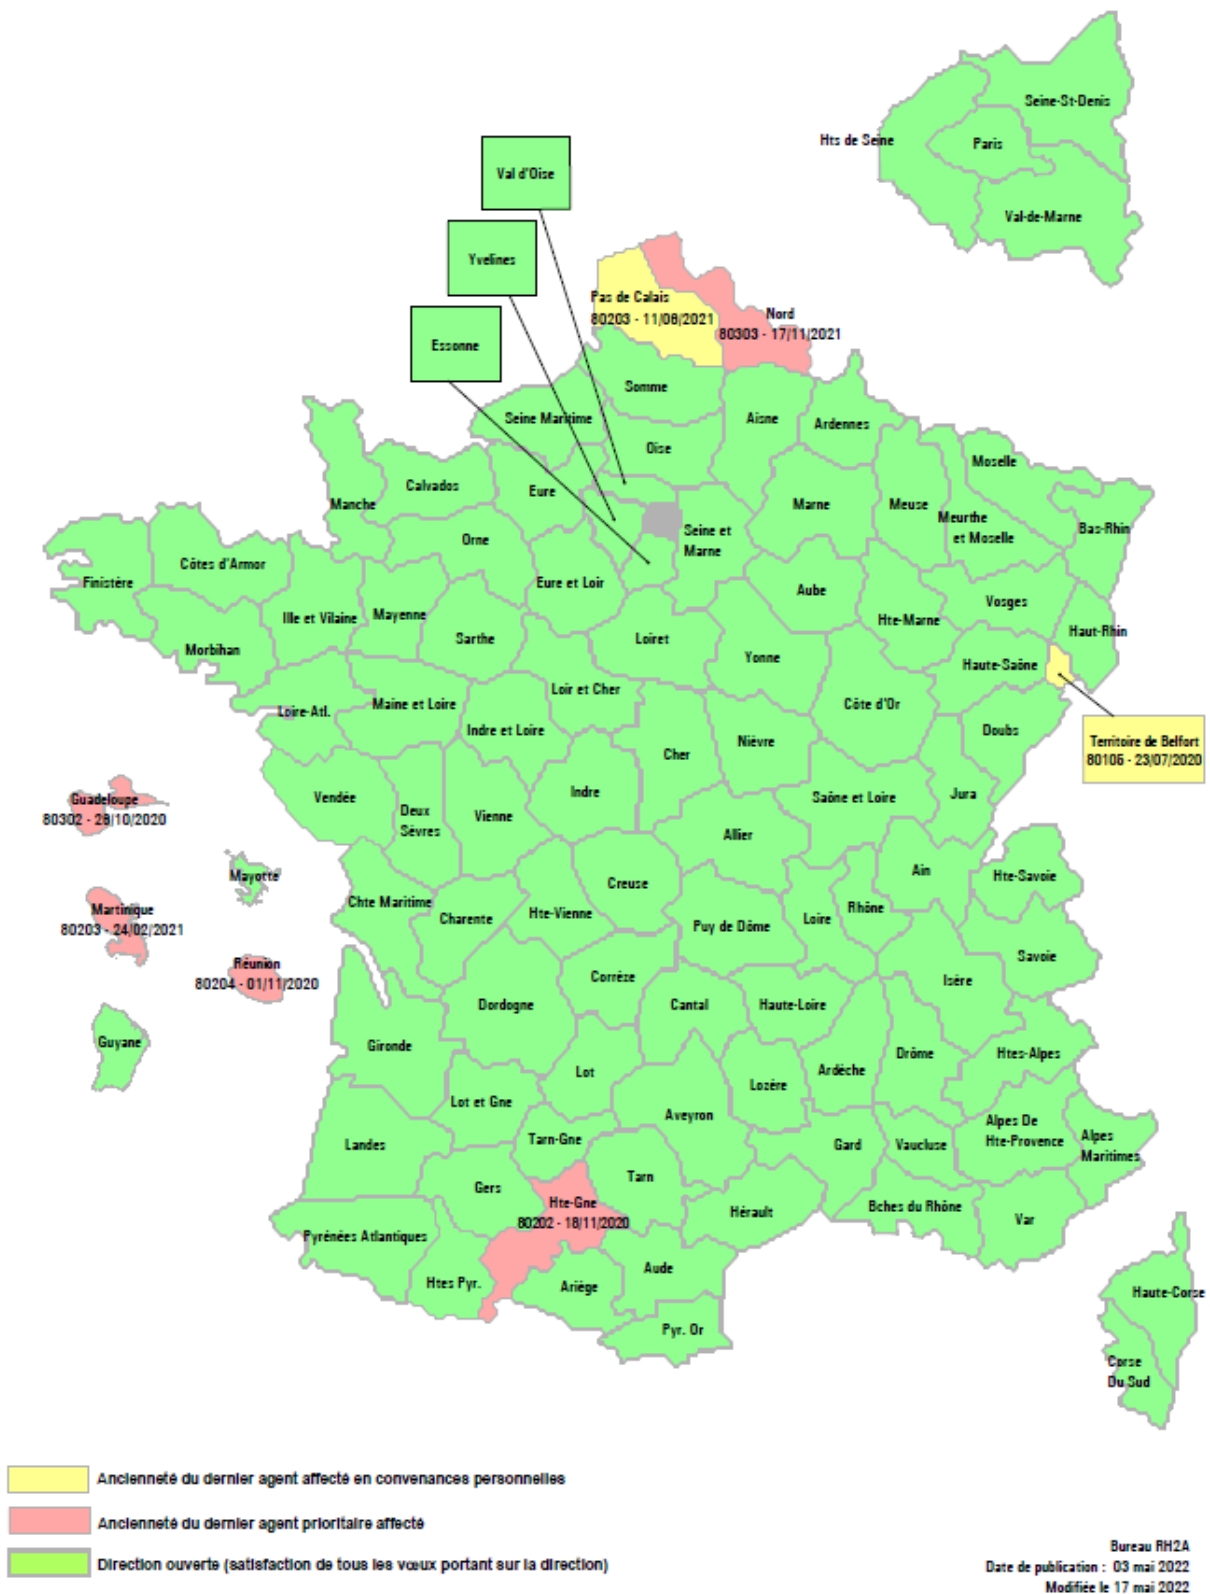 Seine-St-Denis
Hts de Seine
Paris
Val-de-Marne
Val d'Oise
Yvelines
Essonne
Pas de Calais
80203 - 11/08/2021
Nord
80303 - 17/11/2021
Somme
Seine Maritime
Aisne
Ardennes
Oise
Moselle
Calvados
Eure
Manche
Marne
Meuse
Meurthe
et Moselle
Bas-Rhin
Seine et
Marne
Orne
Côtes d'Armor
Finistère
Eure et Loir
Aube
Vosges
Ille et Vilaine
Mayenne
Hte-Marne
Haut-Rhin
Sarthe
Loiret
Morbihan
Yonne
Haute-Saône
Loir et Cher
Maine et Loire
Côte d'Or
Loire-Atl.
Indre et Loire
Doubs
Nièvre
Cher
Territoire de Belfort
80105 - 23/07/2020
Vendée
Indre
Saône et Loire
Jura
Guadeloupe
80302 - 28/10/2020
Deux
Sèvres
Vienne
Allier
Ain
Hte-Savoie
Mayotte
Creuse
Chte Maritime
Hte-Vienne
Charente
Loire
Rhône
Puy de Dôme
Martinique
80203 - 24/02/2021
Savoie
Réunion
80204 - 01/11/2020
Corrèze
Isère
Dordogne
Cantal
Haute-Loire
Guyane
Gironde
Drôme
Htes-Alpes
Lot
Ardèche
Lozère
Lot et Gne
Aveyron
Landes
Tarn-Gne
Gard
Vaucluse
Alpes De
Hte-Provence
Alpes
Maritimes
Gers
Tarn
Hte-Gne
80202 - 18/11/2020
Hérault
Bches du Rhône
Var
Pyrénées Atlantiques
Htes Pyr.
Ariège
Aude
Haute-Corse
Pyr. Or
Corse
Du Sud
Ancienneté du dernier agent affecté en convenances personnelles
Ancienneté du dernier agent prioritaire affecté
Direction ouverte (satisfaction de tous les vœux portant sur la direction)
Bureau RH2A
Date de publication : 03 mai 2022
Modifiée le 17 mai 2022